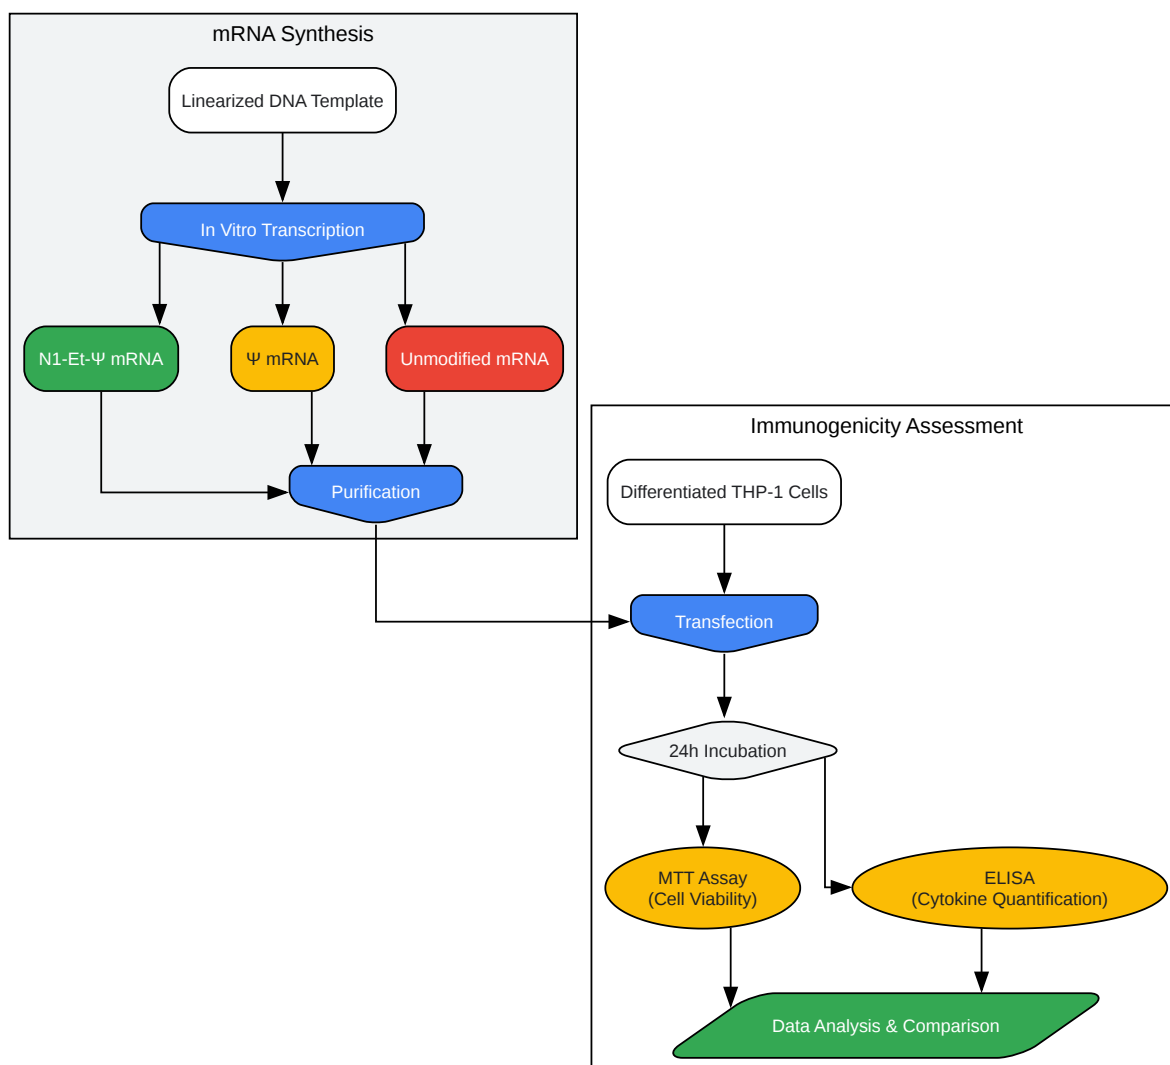 mRNA Synthesis
Linearized DNA Template
In Vitro Transcription
N1-Et-Ψ mRNA
Ψ mRNA
Unmodified mRNA
Purification
Immunogenicity Assessment
Differentiated THP-1 Cells
Transfection
24h Incubation
MTT Assay
(Cell Viability)
ELISA
(Cytokine Quantification)
Data Analysis & Comparison